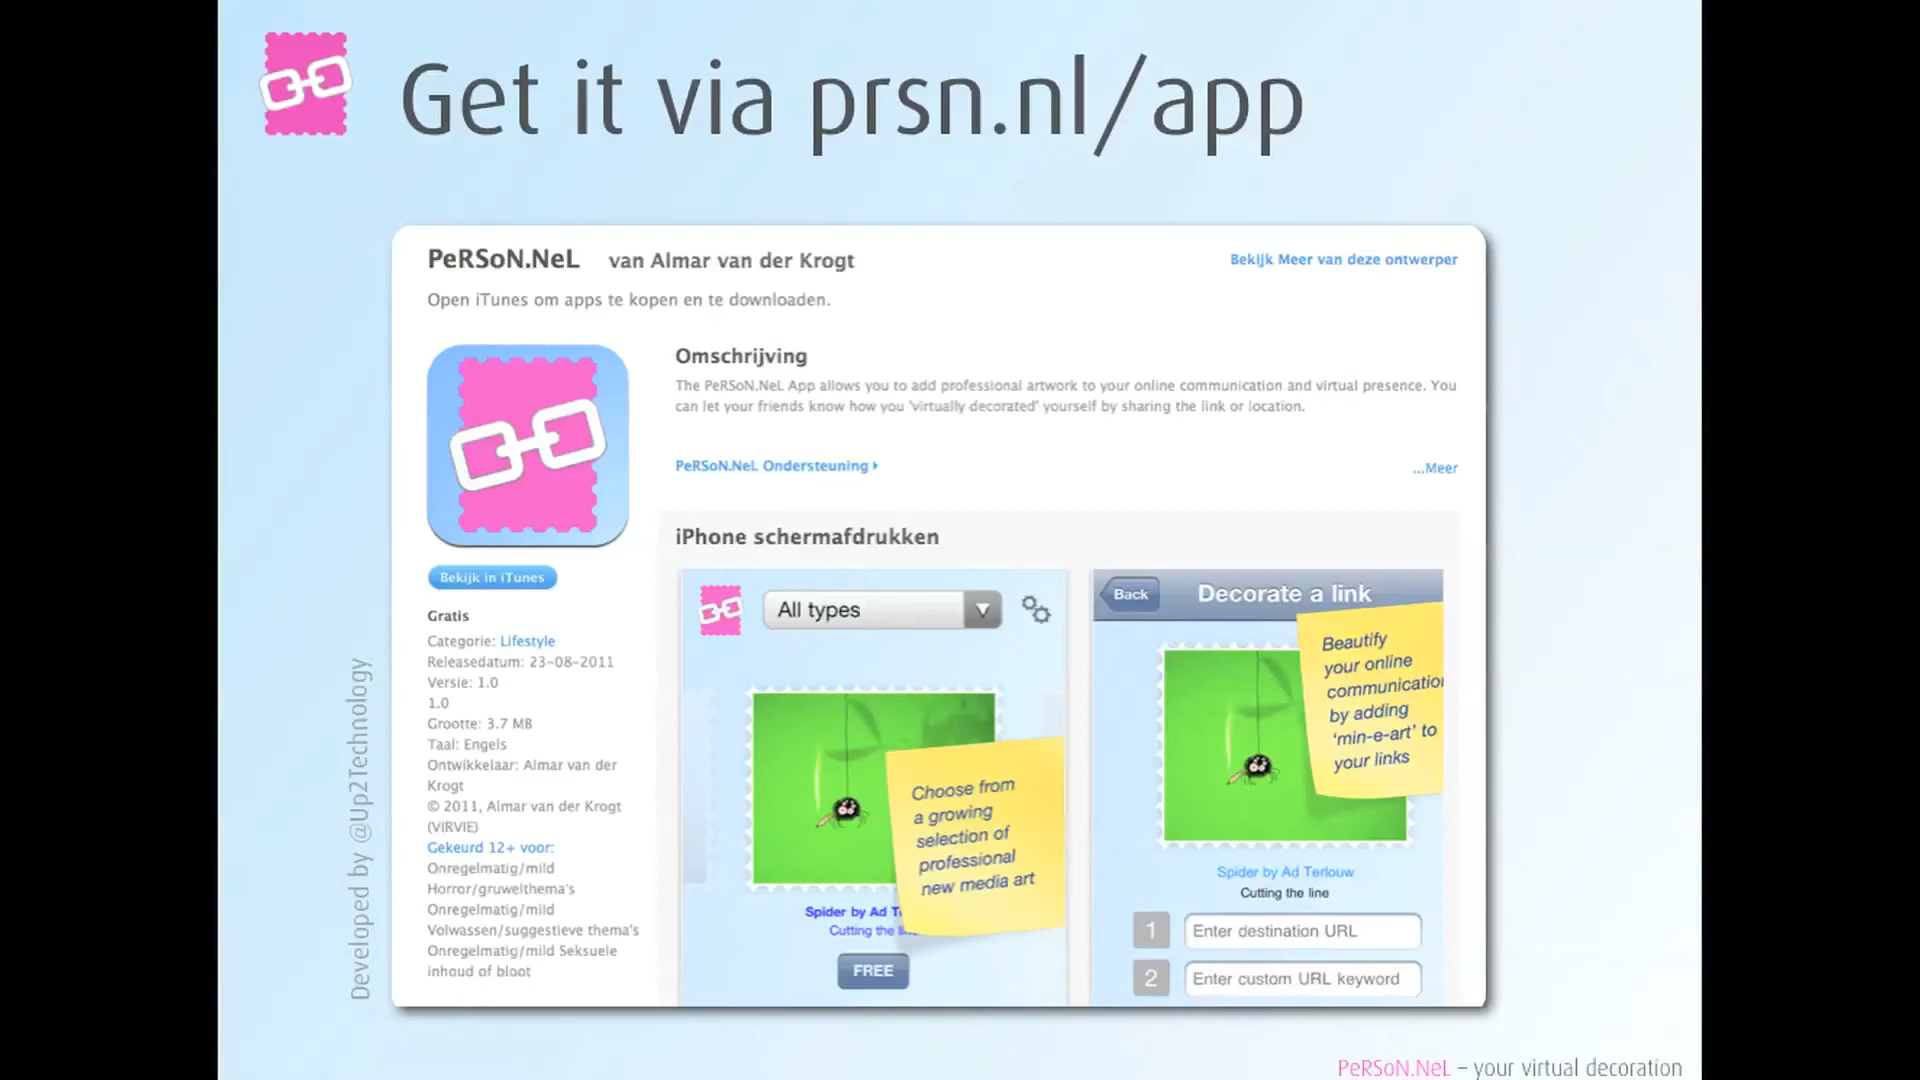 Get it via prsn.nl/app
PeRSoN.NeL van Almar van der Krogt
Bekijk Meer van deze ontwerper
Open iTunes om apps te kopen en te downloaden.
Omschrijving
The PeRSoN.NeL App allows you to add professional artwork to your online communication and virtual presence. You
can let your friends know how you 'virtually decorated' yourself by sharing the link or location.
PeRSoN.NeL Ondersteuning
...Meer
Bekijk in iTunes
Gratis
Categorie: Lifestyle
Releasedatum: 23-08-2011
Versie: 1.0
1.0
Grootte: 3.7 MB
Taal: Engels
Ontwikkelaar: Almar van der
Krogt
© 2011, Almar van der Krogt
(VIRVIE)
Gekeurd 12+ voor:
Onregelmatig/mild
Horror/gruwelthema's
Onregelmatig/mild
Volwassen/suggestieve thema's
Onregelmatig/mild Seksuele
inhoud of bloot
iPhone schermafdrukken
All types
Choose from
a growing
selection of
professional
new media art
Spider by Ad
Cutting the
FREE
Back
Decorate a link
Beautify
your online
communicatio
by adding
'min-e-art' to
your links
Spider by Ad Terlouw
Cutting the line
1 Enter destination URL
2 Enter custom URL keyword
Developed by @Up2Technology
PeRSoN.NeL – your virtual decoration